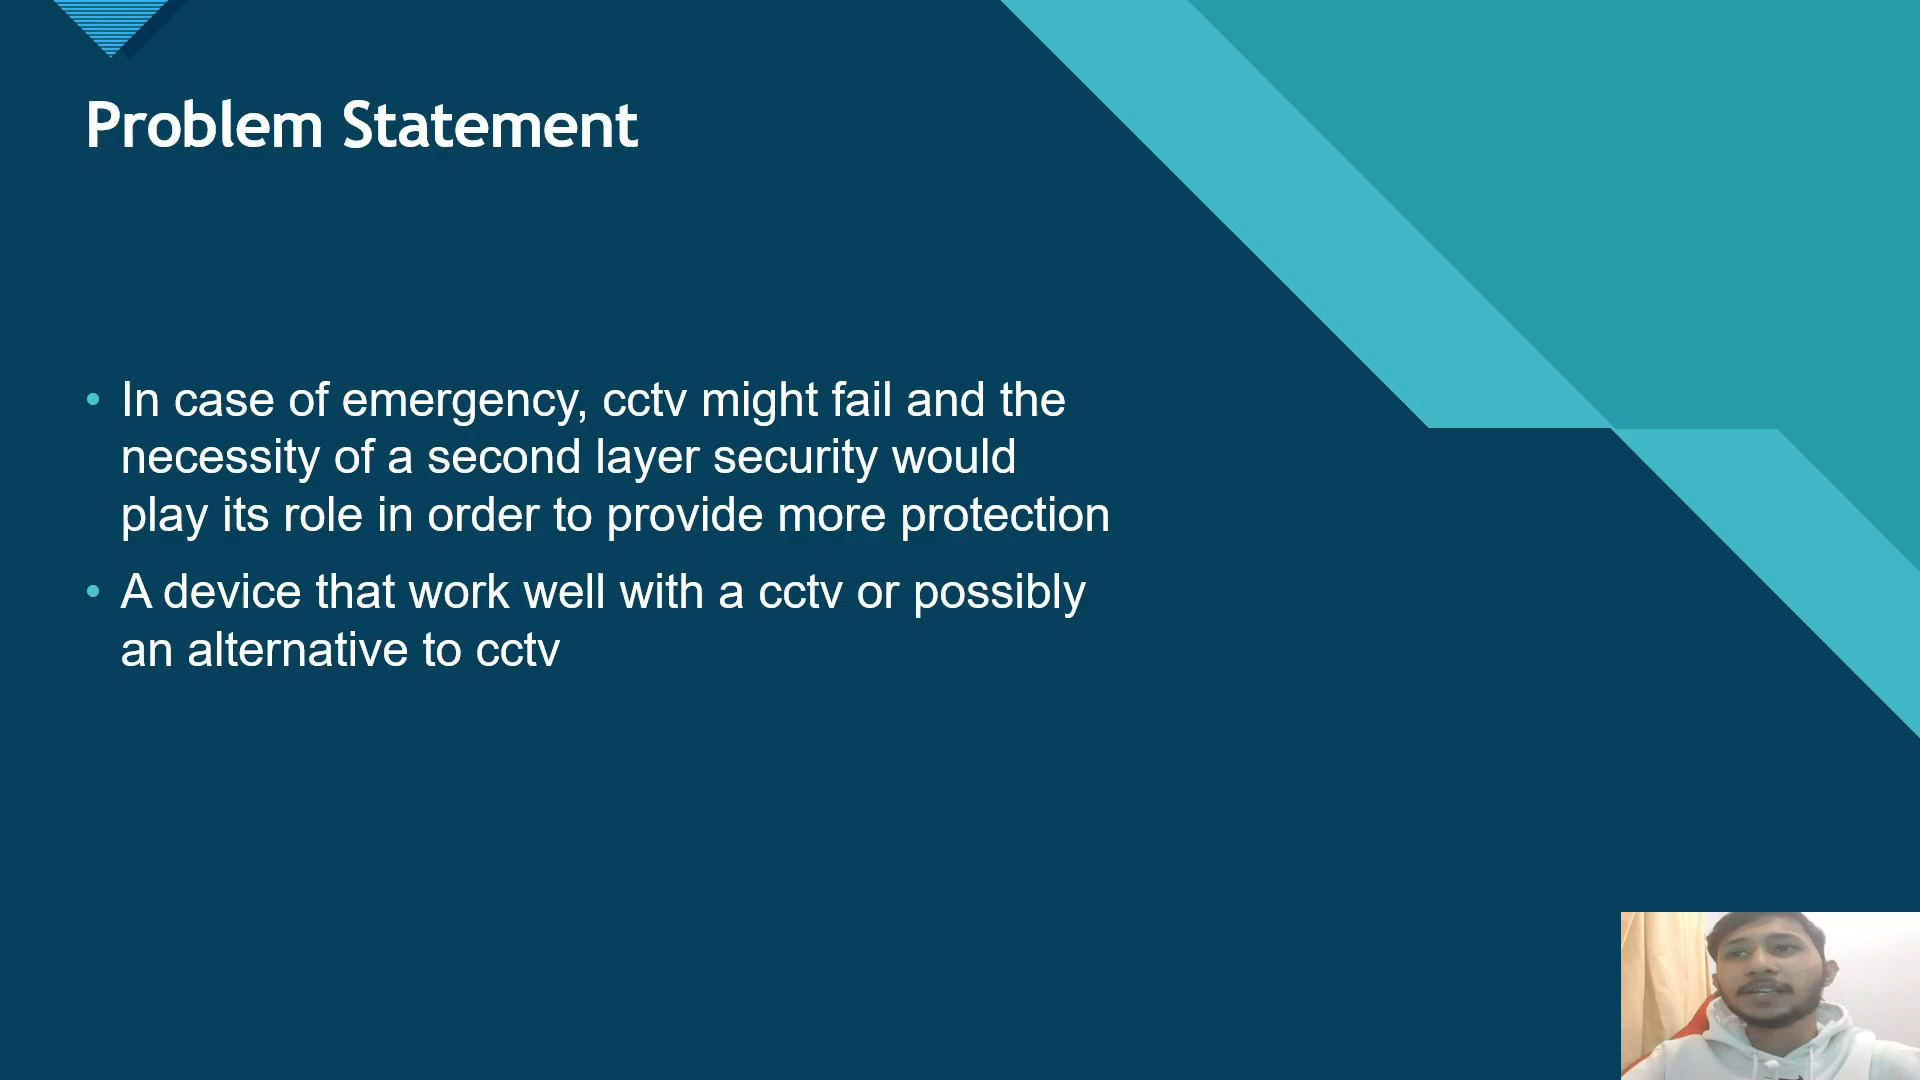 Problem Statement
• In case of emergency, cctv might fail and the
necessity of a second layer security would
play its role in order to provide more protection
• A device that work well with a cctv or possibly
an alternative to cctv